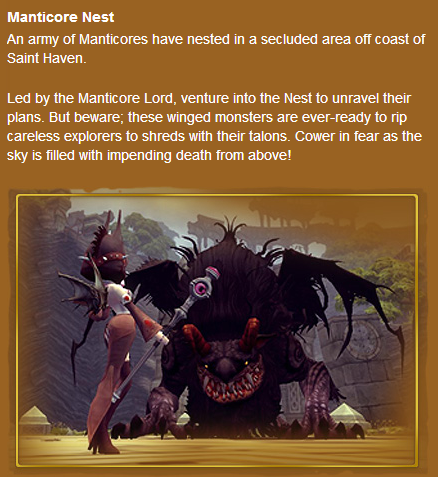 Manticore Nest
An army of Manticores have nested in a secluded area off coast of
Saint Haven.
Led by the Manticore Lord, venture into the Nest to unravel their
plans. But beware; these winged monsters are ever-ready to rip
careless explorers to shreds with their talons. Cower in fear as the
sky is filled with impending death from above!